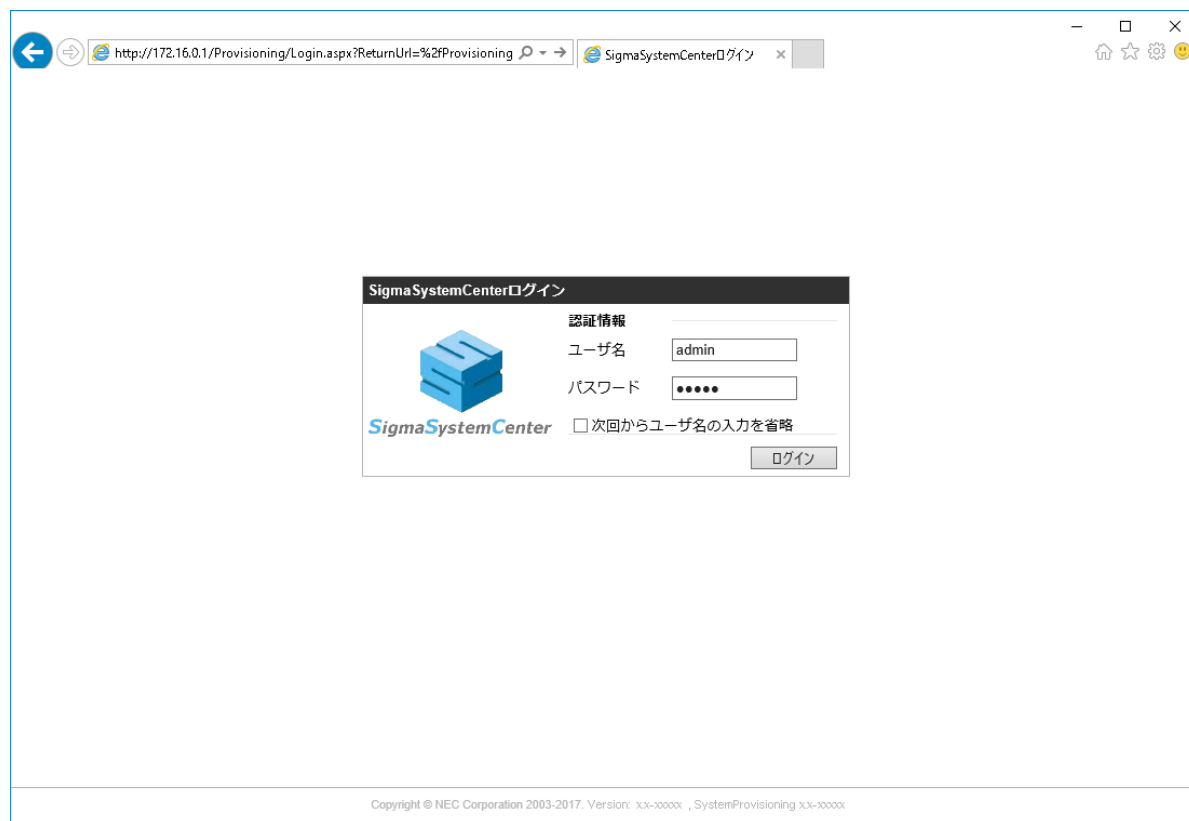 http://172.16.0.1/Provisioning/Login.aspx?ReturnUrl=%2fProvisioning
SigmaSystemCenterログイン
SigmaSystemCenterログイン
認証情報
ユーザ名 admin
パスワード ●●●●●
SigmaSystemCenter
次回からユーザ名の入力を省略
ログイン
Copyright © NEC Corporation 2003-2017. Version: x.x-xxxxx , SystemProvisioning x.x-xxxxx